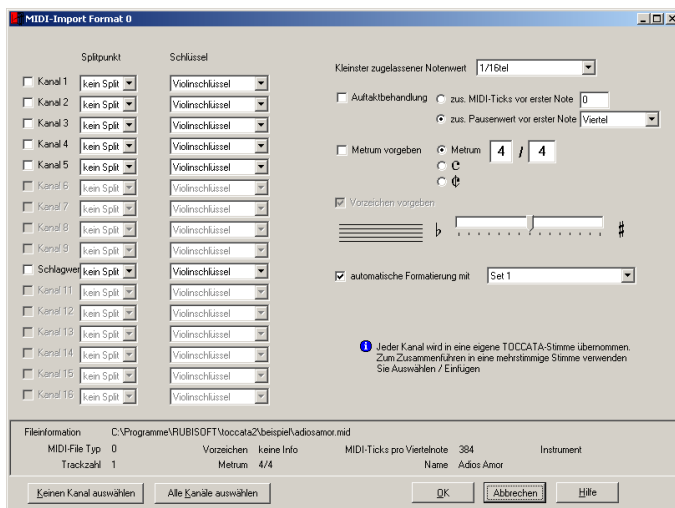 MIDI-Import Format 0
Splitpunkt Schlüssel
Kanal 1 kein Split Violinschlüssel
Kanal 2 kein Split Violinschlüssel
Kanal 3 kein Split Violinschlüssel
Kanal 4 kein Split Violinschlüssel
Kanal 5 kein Split Violinschlüssel
Kanal 6 kein Split Violinschlüssel
Kanal 7 kein Split Violinschlüssel
Kanal 8 kein Split Violinschlüssel
Kanal 9 kein Split Violinschlüssel
Schlagwer kein Split Violinschlüssel
Kanal 11 kein Split Violinschlüssel
Kanal 12 kein Split Violinschlüssel
Kanal 13 kein Split Violinschlüssel
Kanal 14 kein Split Violinschlüssel
Kanal 15 kein Split Violinschlüssel
Kanal 16 kein Split Violinschlüssel
Kleinster zugelassener Notenwert 1/16tel
Auftaktbehandlung zus. MIDI-Ticks vor erster Note 0
zus. Pausenwert vor erster Note Viertel
Metrum vorgeben Metrum 4 / 4
Vorzeichen vorgeben
♭ ♯
automatische Formatierung mit Set 1
Jeder Kanal wird in eine eigene TOCCATA-Stimme übernommen.
Zum Zusammenführen in eine mehrstimmige Stimme verwenden
Sie Auswählen / Einfügen
Fileinformation C:\Programme\RUBISOFT\toccata2\beispiel\adiosamor.mid
MIDI-File Typ 0 Vorzeichen keine Info MIDI-Ticks pro Viertelnote 384 Instrument
Trackzahl 1 Metrum 4/4 Name Adios Amor
Keinen Kanal auswählen Alle Kanäle auswählen OK Abbrechen Hilfe